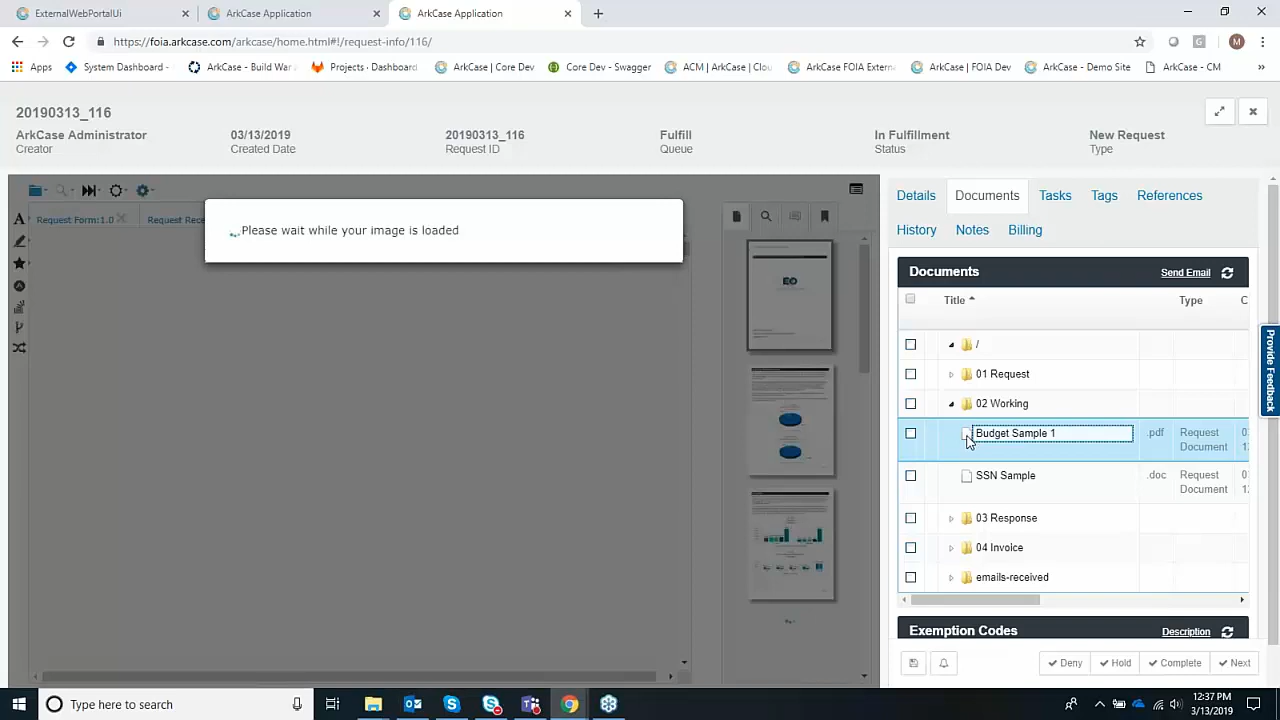 ExternalWebPortalUi
ArkCase Application
ArkCase Application
https://foia.arkcase.com/arkcase/home.html#!/request-info/116/
G
M
Apps
System Dashboard -
ArkCase - Build War
Projects · Dashboard
ArkCase | Core Dev
Core Dev - Swagger
ACM | ArkCase | Clou
ArkCase FOIA Extern
ArkCase | FOIA Dev
ArkCase - Demo Site
ArkCase - CM
»
20190313_116
ArkCase Administrator
03/13/2019
20190313_116
Fulfill
In Fulfillment
New Request
Creator
Created Date
Request ID
Queue
Status
Type
Request Form:1.0
Request Rece
Please wait while your image is loaded
Details
Documents
Tasks
Tags
References
History
Notes
Billing
Documents
Send Email
Title
Type
C
/
01 Request
02 Working
Budget Sample 1
.pdf
Request
Document
SSN Sample
.doc
Request
Document
03 Response
04 Invoice
emails-received
Provide Feedback
Exemption Codes
Description
Deny
Hold
Complete
Next
Type here to search
12:37 PM
3/13/2019